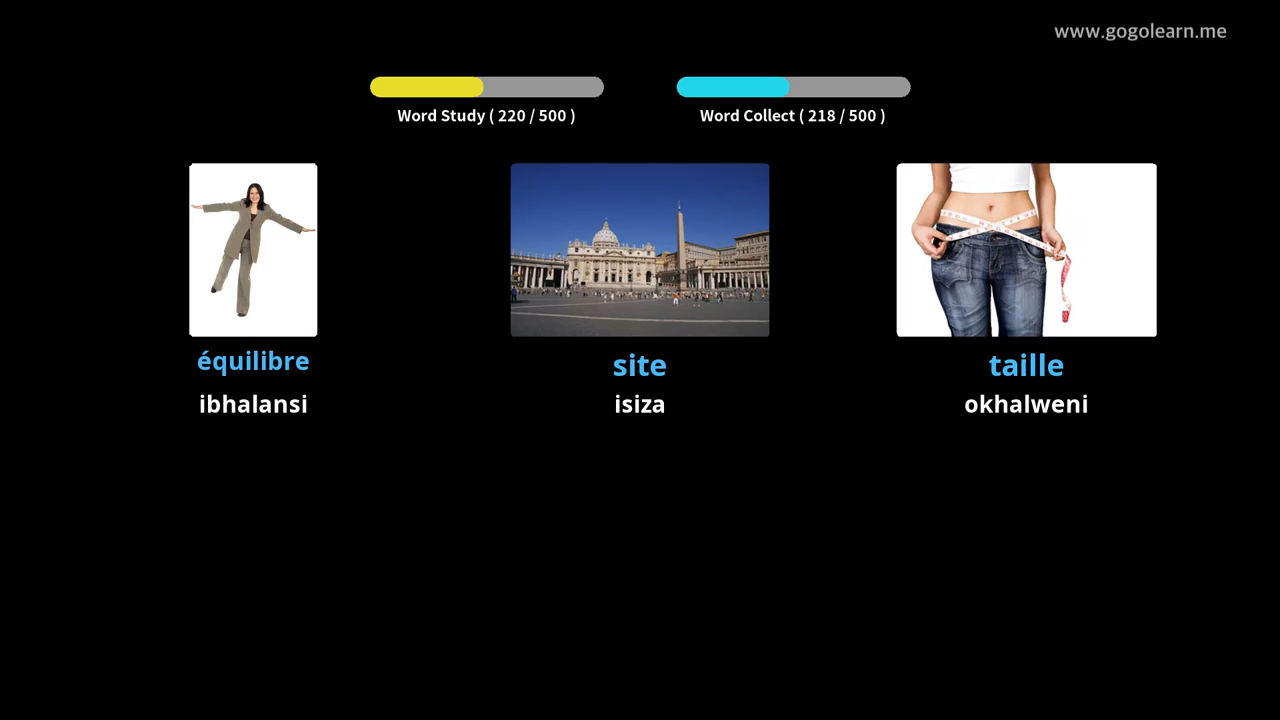 www.gogolearn.me
Word Study ( 220 / 500 )
Word Collect ( 218 / 500 )
équilibre
ibhalansi
site
isiza
taille
okhalweni